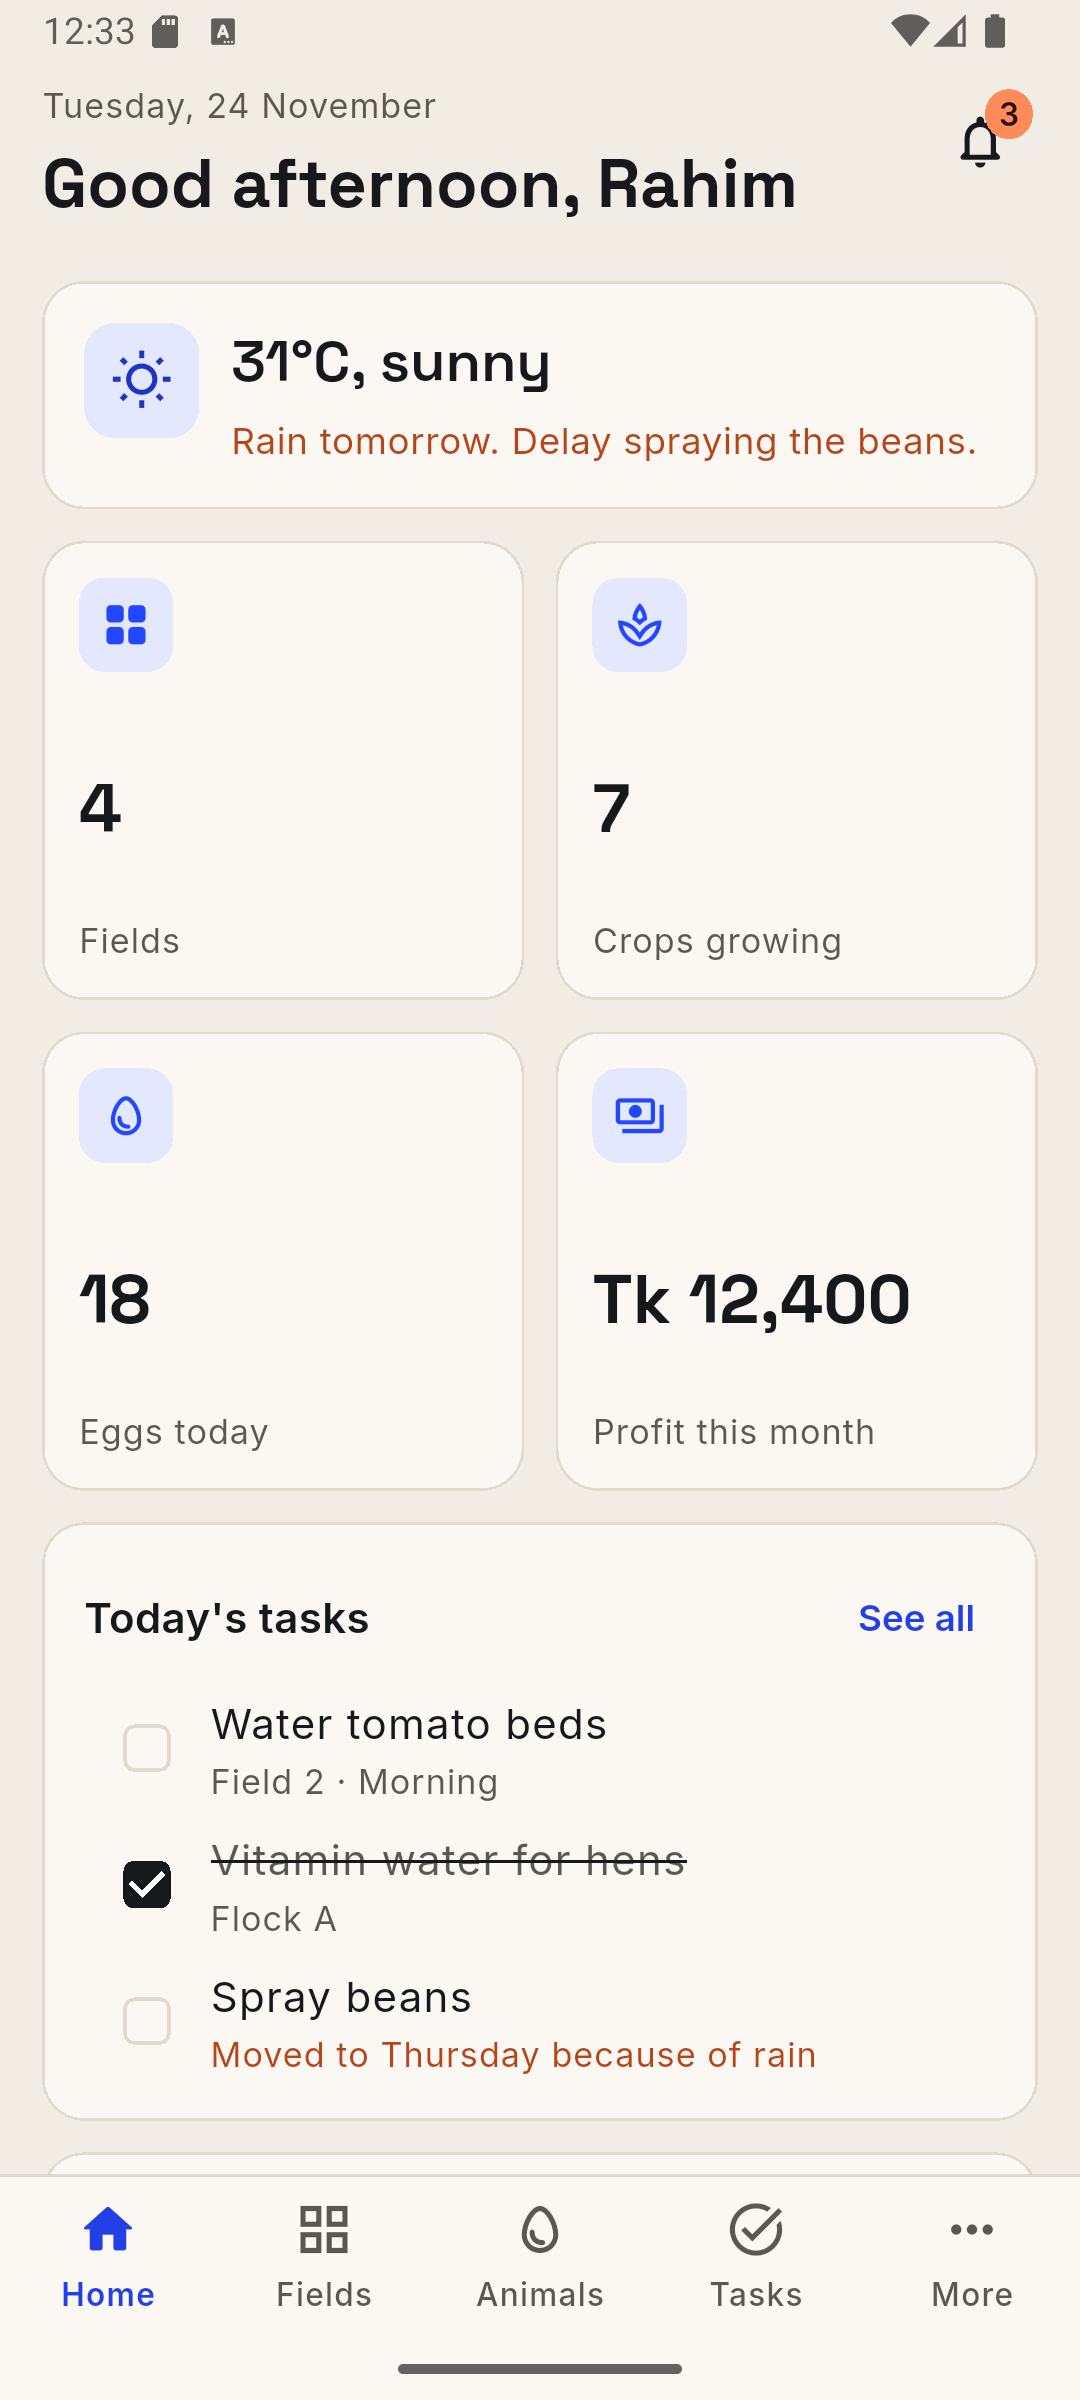 12:33
Tuesday, 24 November
3
Good afternoon, Rahim
31°C, sunny
Rain tomorrow. Delay spraying the beans.
4
Fields
7
Crops growing
18
Eggs today
Tk 12,400
Profit this month
Today's tasks
See all
Water tomato beds
Field 2 · Morning
Vitamin water for hens
Flock A
Spray beans
Moved to Thursday because of rain
Home
Fields
Animals
Tasks
More